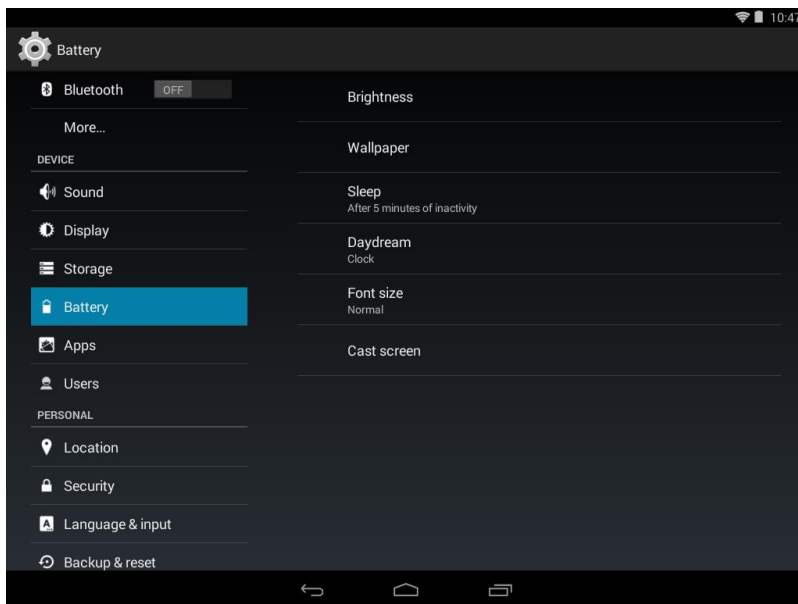 10:47
Battery
Bluetooth OFF
More...
DEVICE
Sound
Display
Storage
Battery
Apps
Users
PERSONAL
Location
Security
Language & input
Backup & reset
Brightness
Wallpaper
Sleep
After 5 minutes of inactivity
Daydream
Clock
Font size
Normal
Cast screen